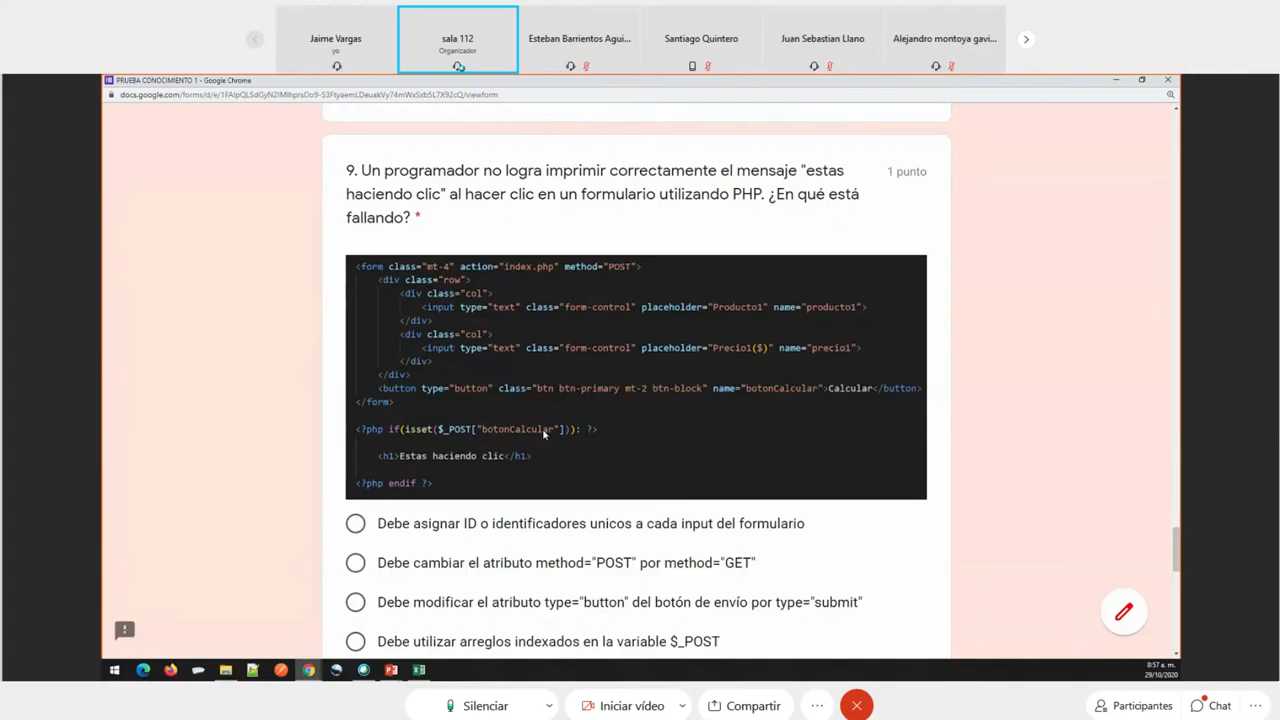 Jaime Vargas
yo
sala 112
Organizador
Esteban Barrientos Agui...
Santiago Quintero
Juan Sebastian Llano
Alejandro montoya gavi...
PRUEBA CONOCIMIENTO 1 - Google Chrome
9. Un programador no logra imprimir correctamente el mensaje "estas
haciendo clic" al hacer clic en un formulario utilizando PHP. ¿En qué está
fallando? *
1 punto
<form class="mt-4" action="index.php" method="POST">
<div class="row">
<div class="col">
<input type="text" class="form-control" placeholder="Producto1" name="producto1">
</div>
<div class="col">
<input type="text" class="form-control" placeholder="Precio1($)" name="precio1">
</div>
</div>
<button type="button" class="btn btn-primary mt-2 btn-block" name="botonCalcular">Calcular</button>
</form>
<?php if(isset($_POST["botonCalcular"])): ?>
<h1>Estas haciendo clic</h1>
<?php endif ?>
Debe asignar ID o identificadores unicos a cada input del formulario
Debe cambiar el atributo method="POST" por method="GET"
Debe modificar el atributo type="button" del botón de envío por type="submit"
Debe utilizar arreglos indexados en la variable $_POST
8:57 a. m.
29/10/2020
Silenciar
Iniciar vídeo
Compartir
Participantes
Chat